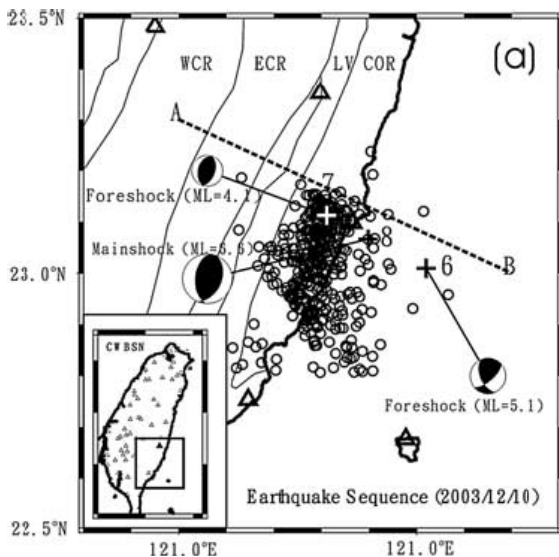 23.5°N
(a)
WCR
ECR
LV
COR
A
7
Foreshock (ML=4.1)
Mainshock (ML=6.6)
8
23.0°N
6
B
CWBSN
Foreshock (ML=5.1)
Earthquake Sequence (2003/12/10)
22.5°N
121.0°E
121.0°E